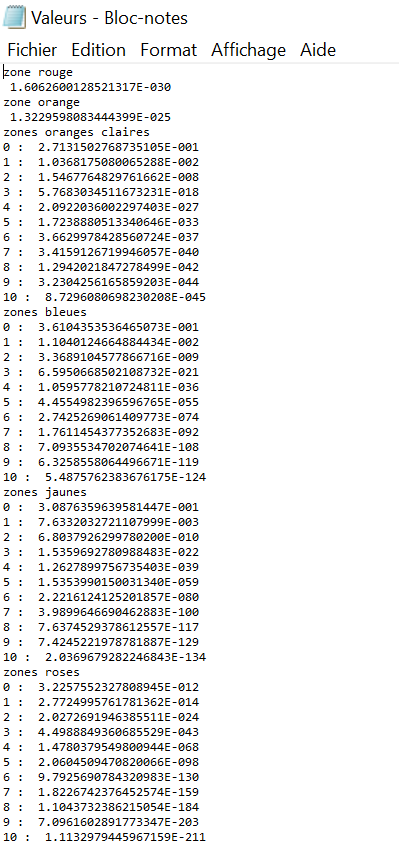 Valeurs - Bloc-notes
Fichier Edition Format Affichage Aide
zone rouge
1.6062600128521317E-030
zone orange
1.3229598083444399E-025
zones oranges claires
0 : 2.7131502768735105E-001
1 : 1.0368175080065288E-002
2 : 1.5467764829761662E-008
3 : 5.7683034511673231E-018
4 : 2.0922036002297403E-027
5 : 1.7238880513340646E-033
6 : 3.6629978428560724E-037
7 : 3.4159126719946057E-040
8 : 1.2942021847278499E-042
9 : 3.2304256165859203E-044
10 : 8.7296080698230208E-045
zones bleues
0 : 3.6104353536465073E-001
1 : 1.1040124664884434E-002
2 : 3.3689104577866716E-009
3 : 6.5950668502108732E-021
4 : 1.0595778210724811E-036
5 : 4.4554982396596765E-055
6 : 2.7425269061409773E-074
7 : 1.7611454377352683E-092
8 : 7.0935534702074641E-108
9 : 6.3258558064496671E-119
10 : 5.4875762383676175E-124
zones jaunes
0 : 3.0876359639581447E-001
1 : 7.6332032721107999E-003
2 : 6.8037926299780200E-010
3 : 1.5359692780988483E-022
4 : 1.2627899756735403E-039
5 : 1.5353990150031340E-059
6 : 2.2216124125201857E-080
7 : 3.9899646690462883E-100
8 : 7.6374529378612557E-117
9 : 7.4245221978781887E-129
10 : 2.0369679282246843E-134
zones roses
0 : 3.2257552327808945E-012
1 : 2.7724995761781362E-014
2 : 2.0272691946385511E-024
3 : 4.4988849360685529E-043
4 : 1.4780379549800944E-068
5 : 2.0604509470820066E-098
6 : 9.7925690784320983E-130
7 : 1.8226742376452574E-159
8 : 1.1043732386215054E-184
9 : 7.0961602891773347E-203
10 : 1.1132979445967159E-211